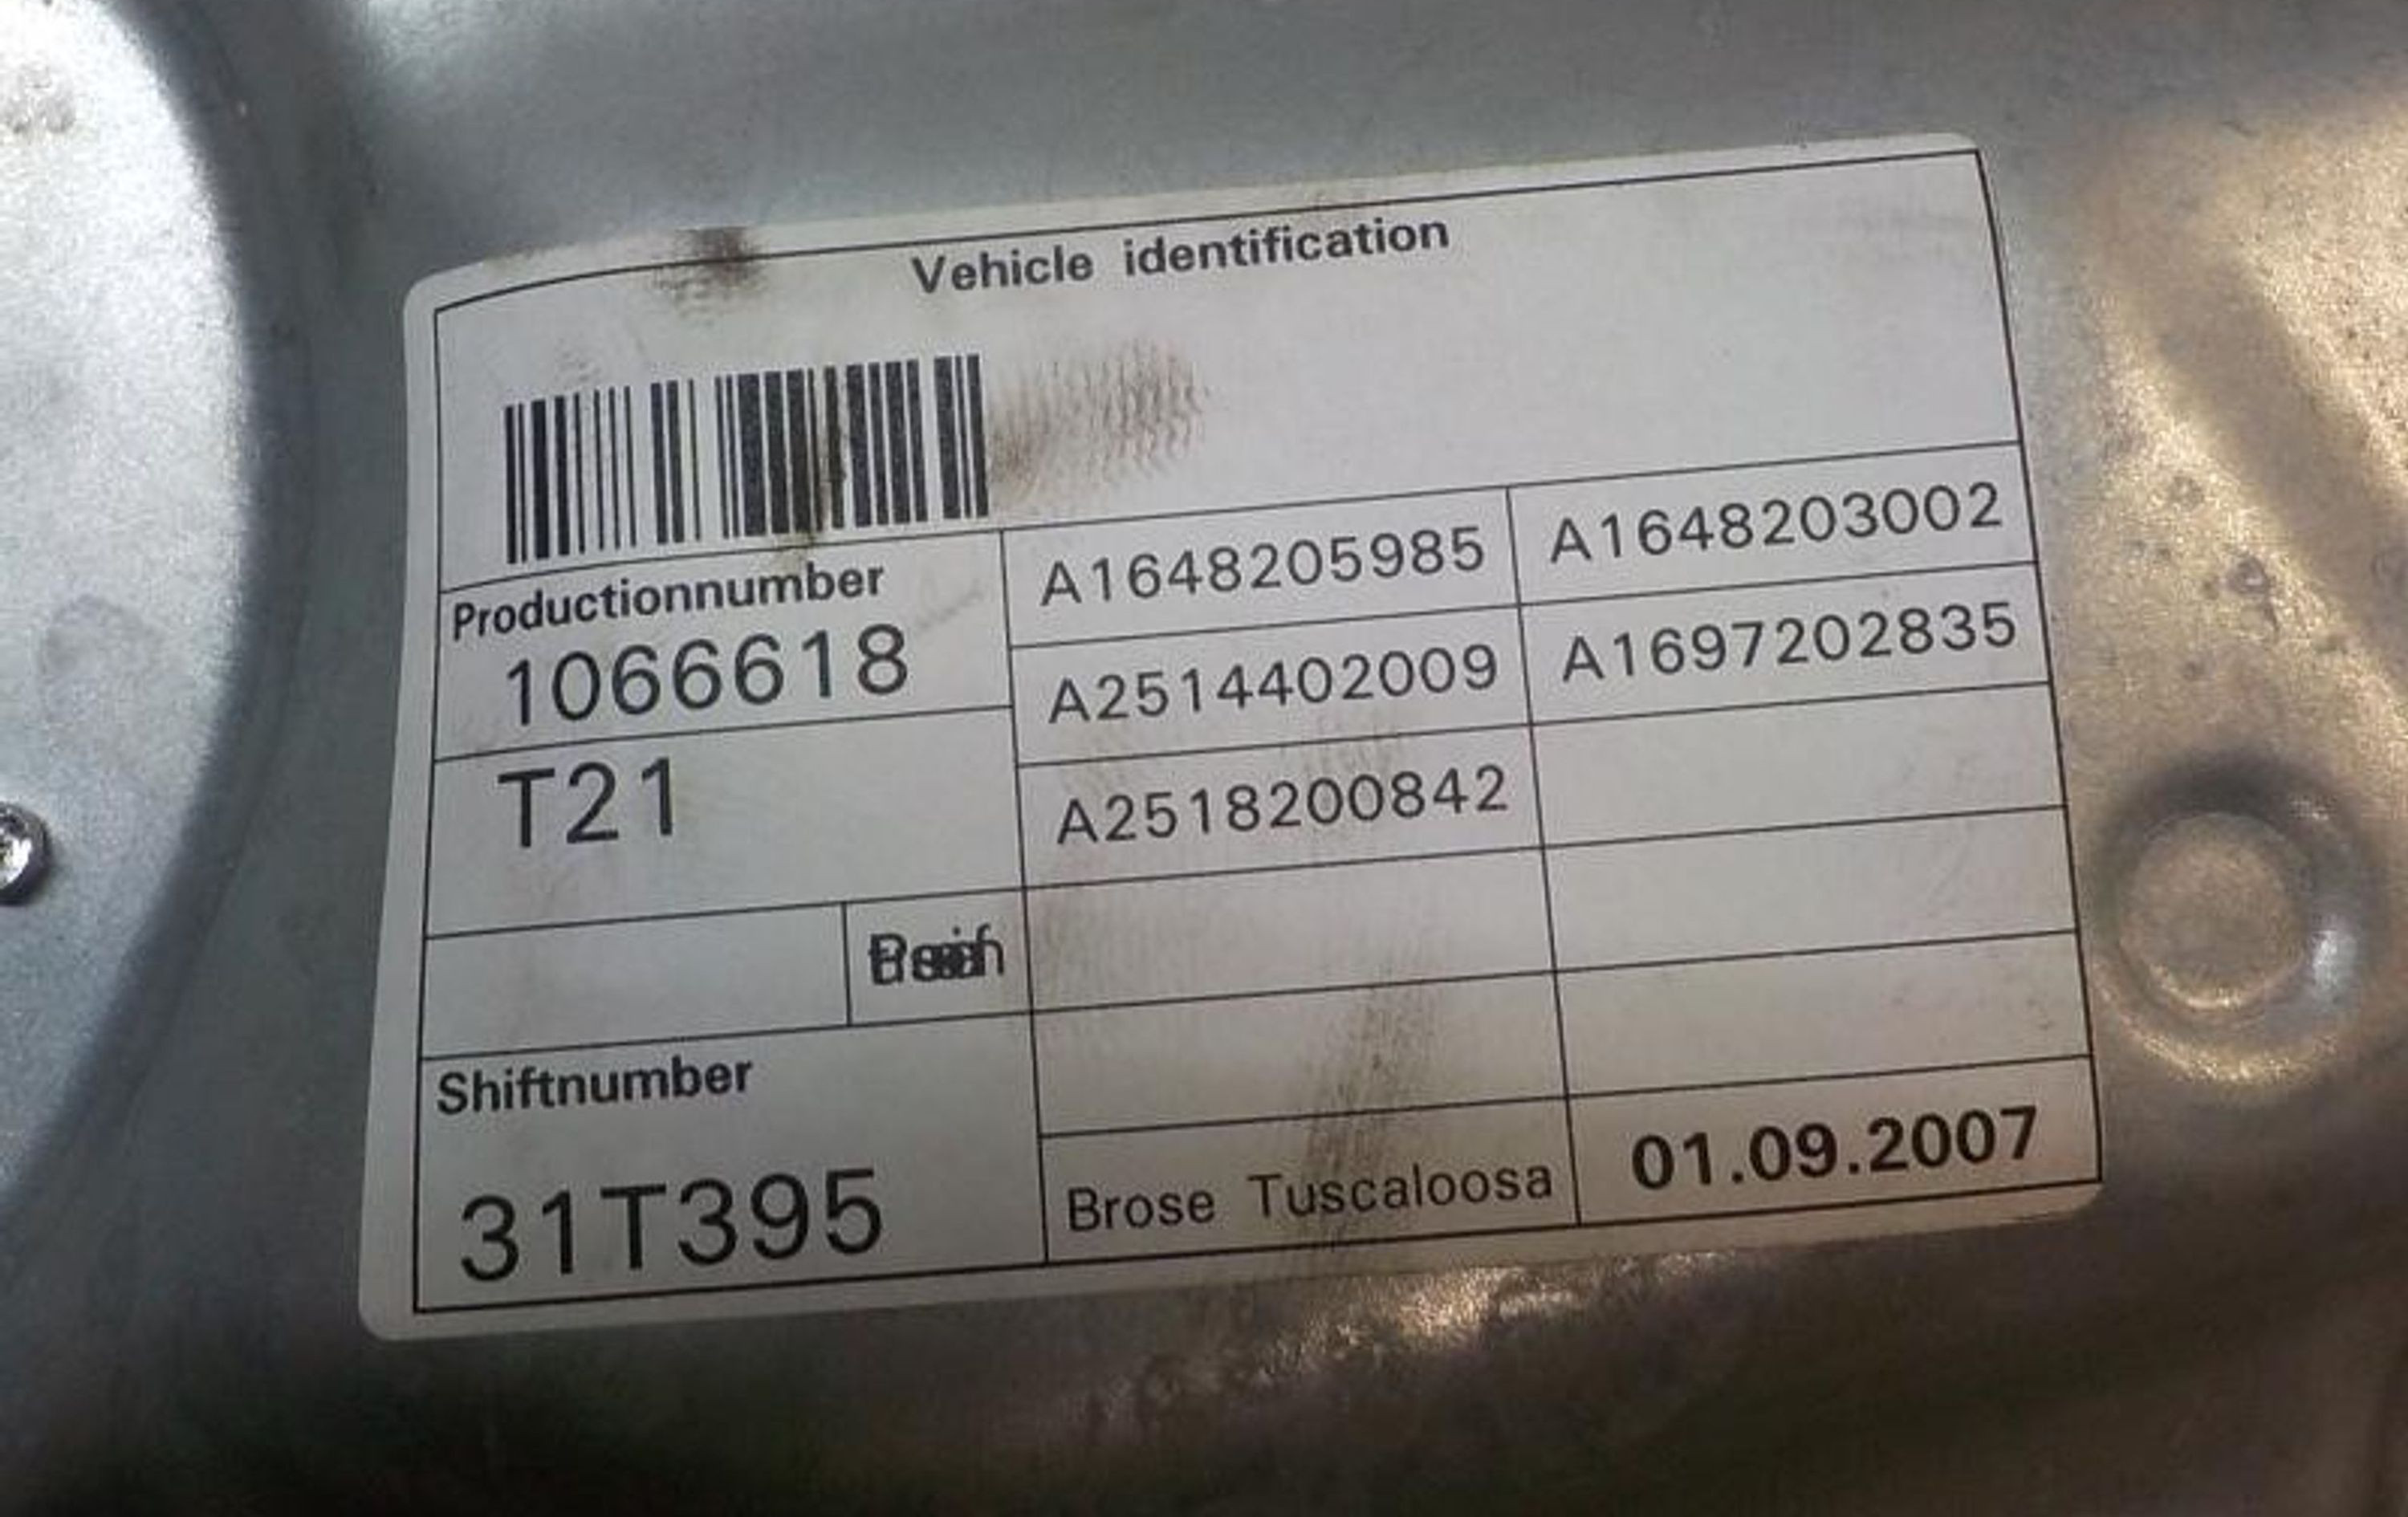 Vehicle identification
Productionnumber
1066618
T21
Shiftnumber
31T395
A1648205985 A1648203002
A2514402009 A1697202835
A2518200842
Brose Tuscaloosa 01.09.2007